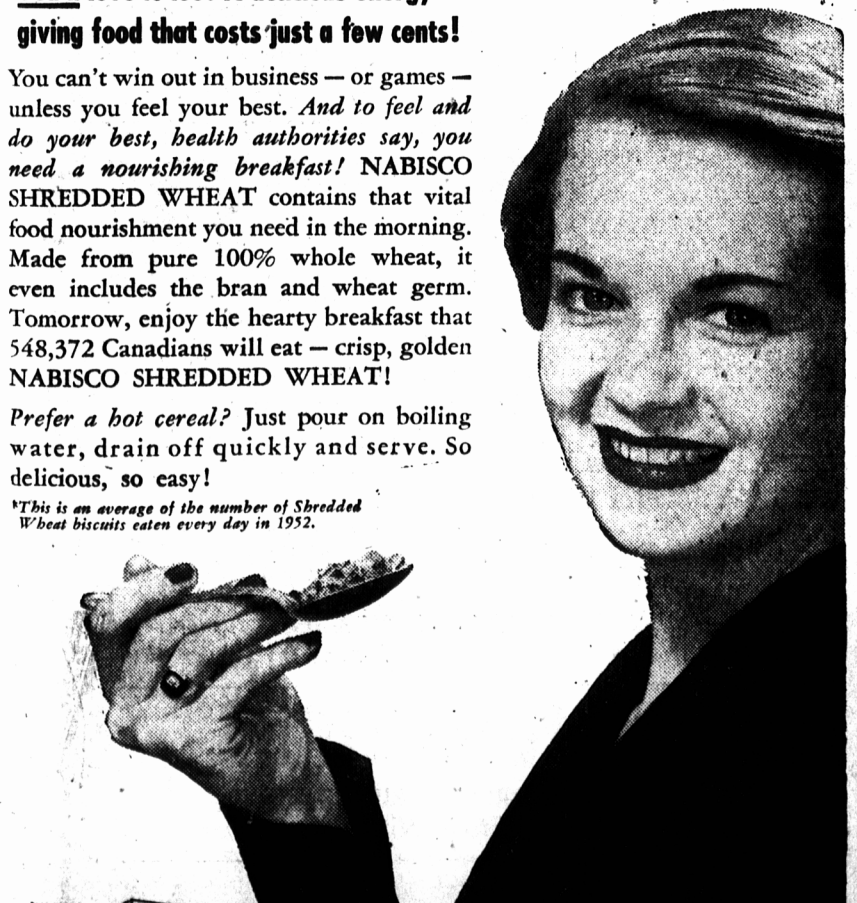 giving food that costs just a few cents!
You can't win out in business — or games —
unless you feel your best. And to feel and
do your best, health authorities say, you
need a nourishing breakfast! NABISCO
SHREDDED WHEAT contains that vital
food nourishment you need in the morning.
Made from pure 100% whole wheat, it
even includes the bran and wheat germ.
Tomorrow, enjoy the hearty breakfast that
548,372 Canadians will eat — crisp, golden
NABISCO SHREDDED WHEAT!
Prefer a hot cereal? Just pour on boiling
water, drain off quickly and serve. So
delicious, so easy!
*This is an average of the number of Shredded
Wheat biscuits eaten every day in 1952.